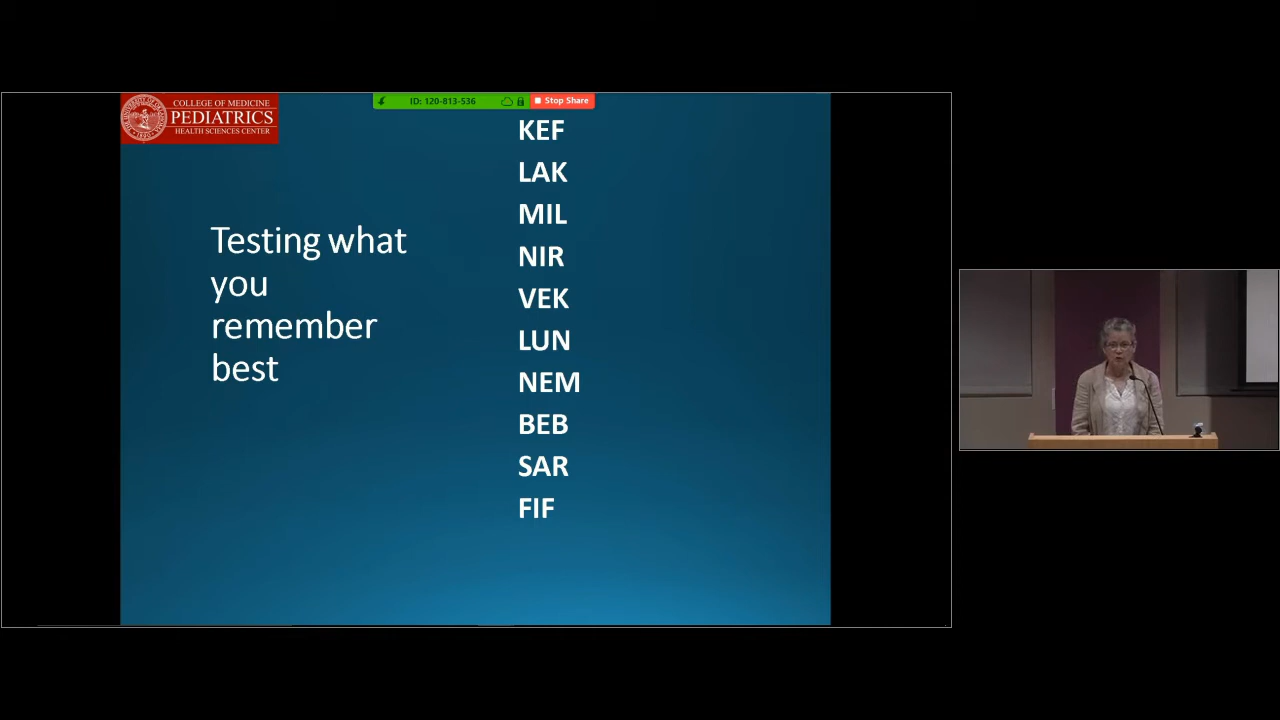 COLLEGE OF MEDICINE
PEDIATRICS
HEALTH SCIENCES CENTER
ID: 120-813-536
Stop Share
Testing what
you
remember
best
KEF
LAK
MIL
NIR
VEK
LUN
NEM
BEB
SAR
FIF